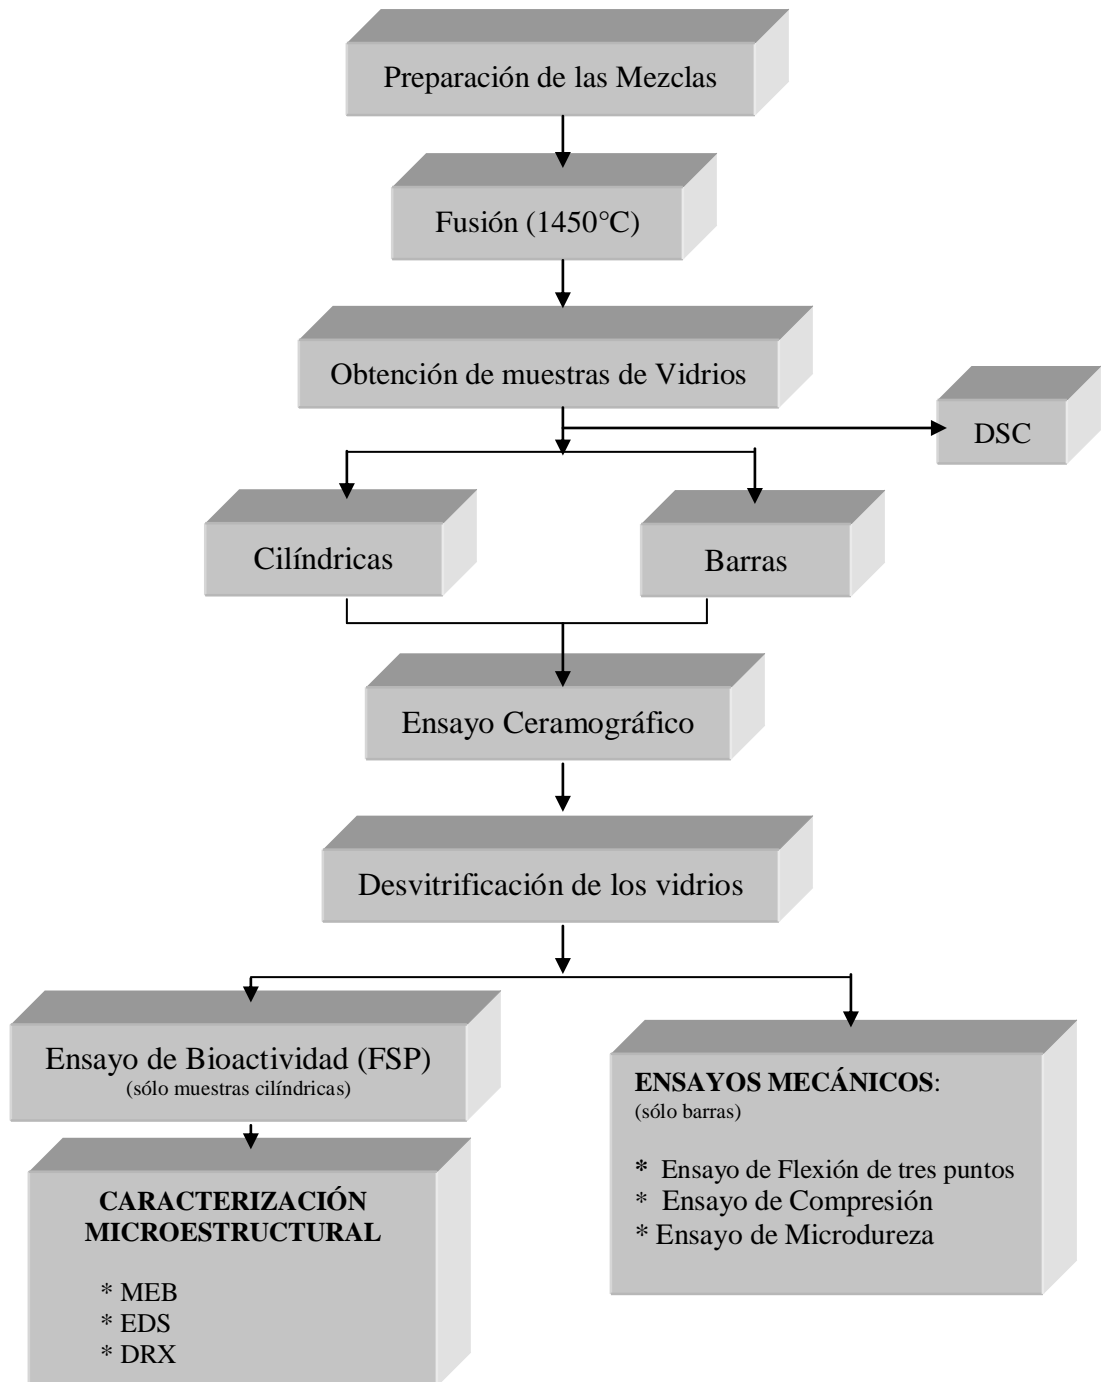 Preparación de las Mezclas
Fusión (1450°C)
Obtención de muestras de Vidrios
DSC
Cilíndricas
Barras
Ensayo Ceramográfico
Desvitrificación de los vidrios
Ensayo de Bioactividad (FSP)
(sólo muestras cilíndricas)
CARACTERIZACIÓN
MICROESTRUCTURAL
* MEB
* EDS
* DRX
ENSAYOS MECÁNICOS:
(sólo barras)
* Ensayo de Flexión de tres puntos
* Ensayo de Compresión
* Ensayo de Microdureza